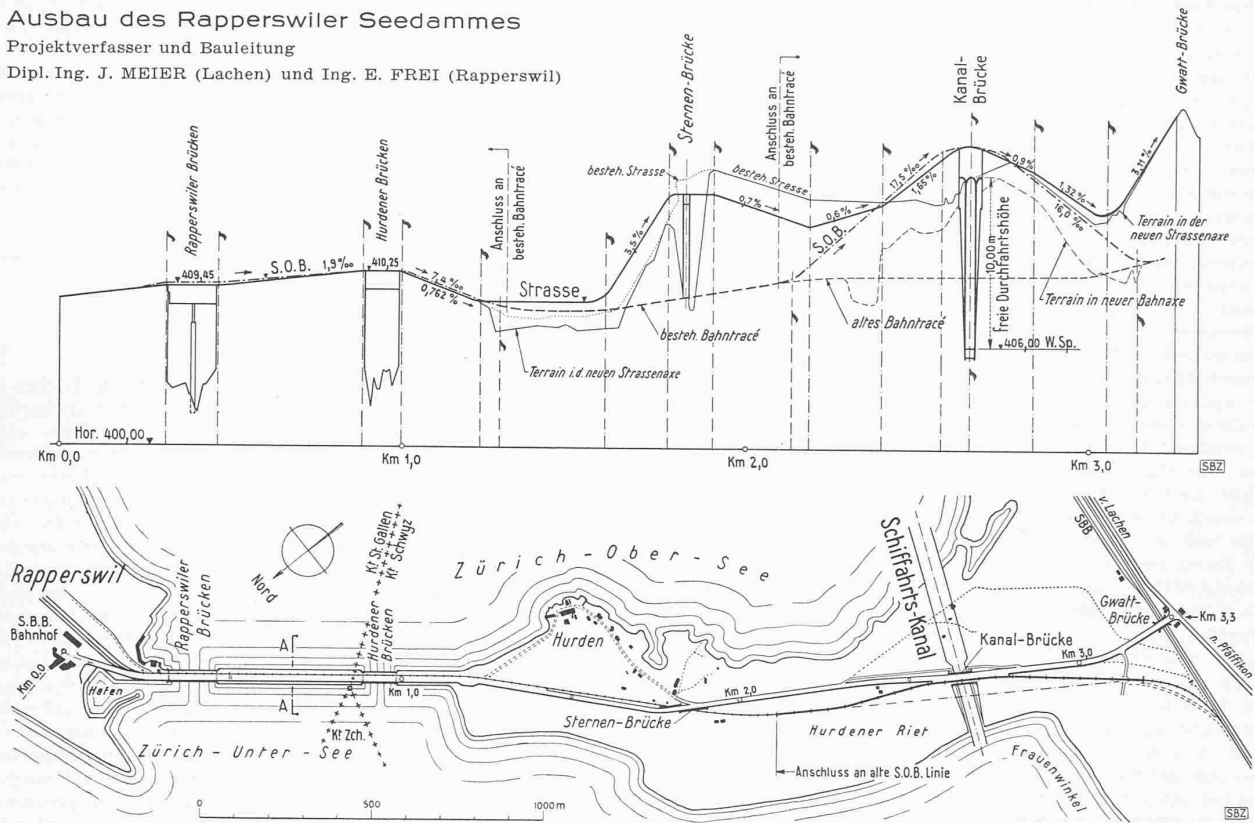 Ausbau des Rapperswiler Seedammes
Projektverfasser und Bauleitung
Dipl. Ing. J. MEIER (Lachen) und Ing. E. FREI (Rapperswil)
Rapperswiler Brücken
Hurdener Brücken
Anschluss an
besteh. Bahntracé
Sternen-Brücke
Anschluss an
besteh. Bahntracé
Kanal-
Brücke
Gwatt-Brücke
besteh. Strasse
besteh. Strasse
409,45
S.O.B.
1,9‰
410,25
7,4‰
0,762 %
Strasse
3,5 %
0,7 %
0,6 %
S.O.B.
17,5 ‰
1,65 %
0,9 %
1,32 %
16,0 ‰
3,11 %
Terrain in der
neuen Strassenaxe
Terrain in neuer Bahnaxe
Freie Durchfahrtshöhe
10,00 m
406,00 W.Sp.
altes Bahntracé
besteh. Bahntracé
Terrain i.d. neuen Strassenaxe
Hor. 400,00
Km 0,0
Km 1,0
Km 2,0
Km 3,0
SBZ
Rapperswil
S.B.B.
Bahnhof
Km 0,0
Hafen
Rapperswiler
Brücken
Nord
A
A
Kt. St. Gallen
Kt. Schwyz
Hurdener
Brücken
Km 1,0
Kt. Zch.
Zürich-Ober-See
Zürich-Unter-See
Hurden
Sternen-Brücke
Km 2,0
Hurdener Riet
Anschluss an alte S.O.B. Linie
Schiffahrts-Kanal
Kanal-Brücke
Km 3,0
Gwatt-
Brücke
Km 3,3
v. Lachen
SBB
n. Pfäffikon
Frauenwinkel
0
500
1000 m
SBZ